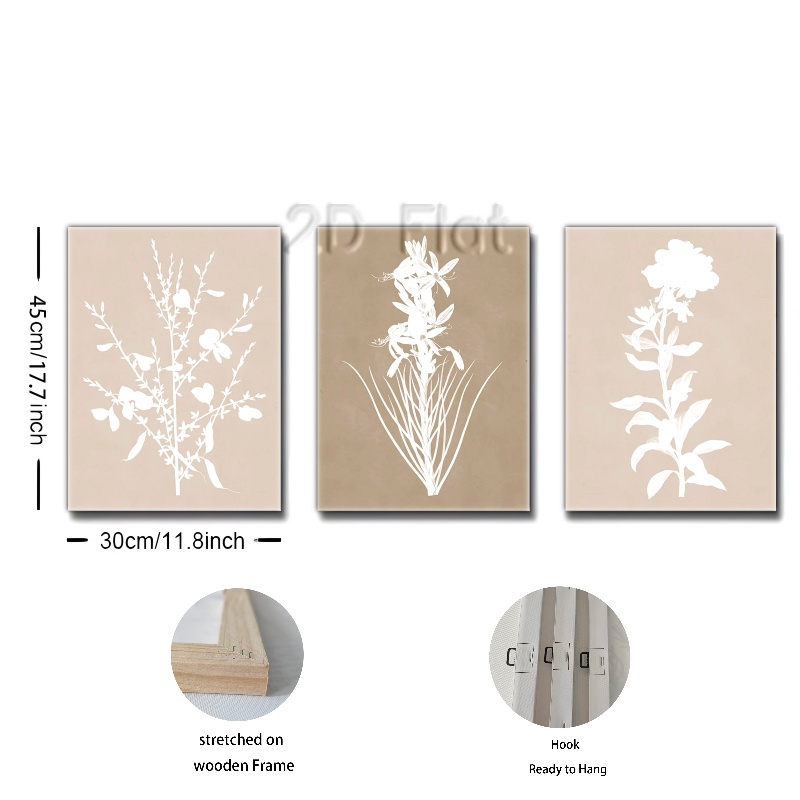 2D Flat
45cm/17.7inch
30cm/11.8inch
stretched on
wooden Frame
Hook
Ready to Hang